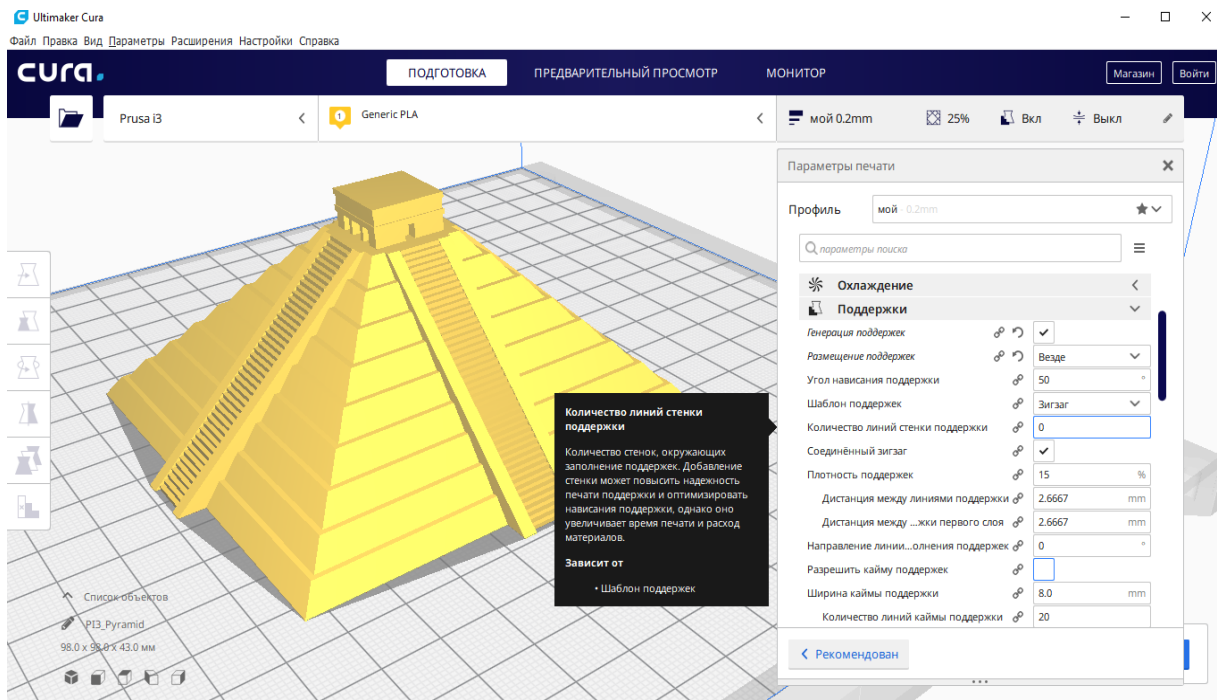 Ultimaker Cura
Файл Правка Вид Параметры Расширения Настройки Справка
cura.
ПОДГОТОВКА
ПРЕДВАРИТЕЛЬНЫЙ ПРОСМОТР
МОНИТОР
Магазин
Войти
Prusa i3
1
Generic PLA
мой 0.2mm
25%
Вкл
Выкл
Параметры печати
Профиль
мой - 0.2mm
параметры поиска
Охлаждение
Поддержки
Генерация поддержек
Размещение поддержек
Везде
Угол нависания поддержки
50 °
Шаблон поддержек
Зигзаг
Количество линий стенки поддержки
0
Соединённый зигзаг
Плотность поддержек
15 %
Дистанция между линиями поддержки
2.6667 mm
Дистанция между ...жки первого слоя
2.6667 mm
Направление линии...олнения поддержек
0 °
Разрешить кайму поддержек
Ширина каймы поддержки
8.0 mm
Количество линий каймы поддержки
20
Рекомендован
Количество линий стенки
поддержки
Количество стенок, окружающих
заполнение поддержек. Добавление
стенки может повысить надежность
печати поддержки и оптимизировать
нависания поддержки, однако оно
увеличивает время печати и расход
материалов.
Зависит от
• Шаблон поддержек
Список объектов
PI3_Pyramid
98.0 x 98.0 x 43.0 мм